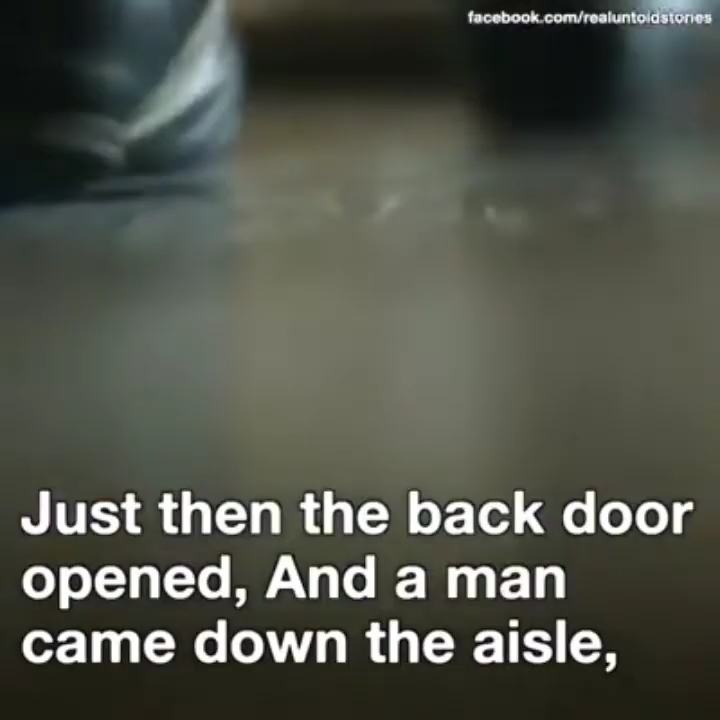 facebook.com/realuntoldstories
Just then the back door
opened, And a man
came down the aisle,